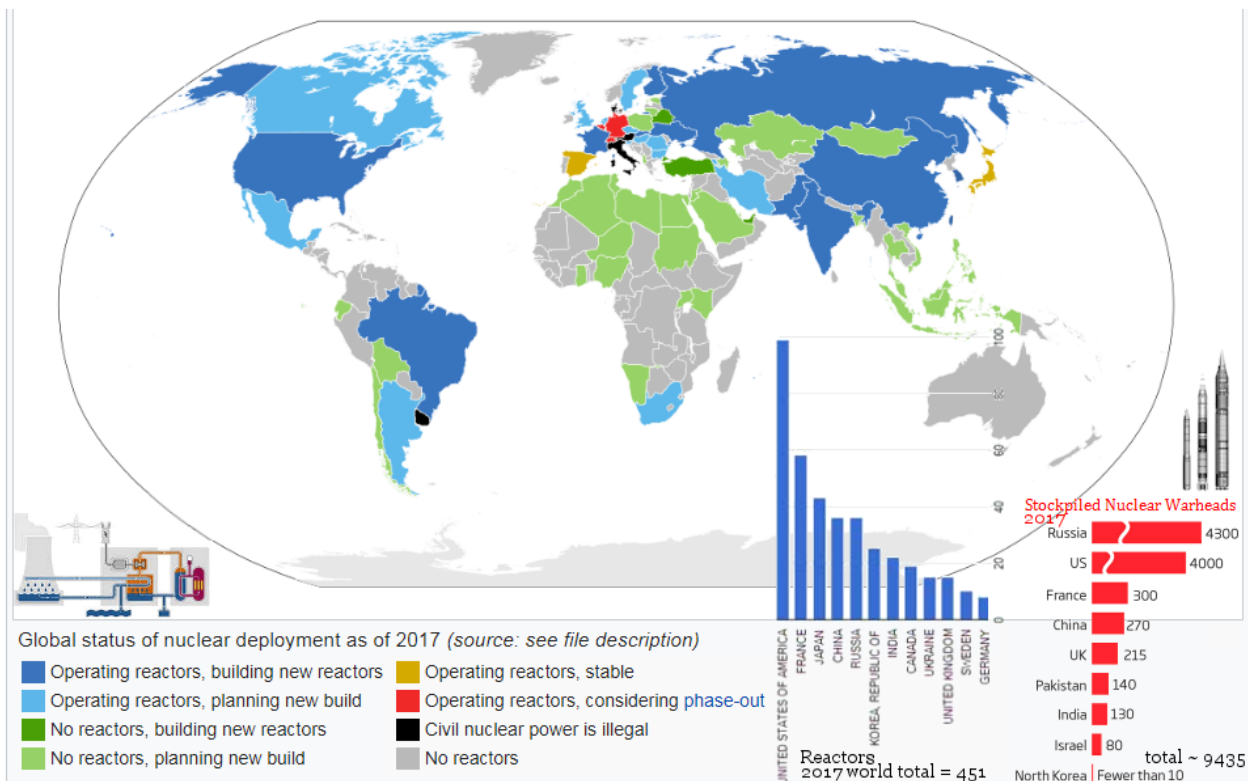 100
80
60
40
20
0
UNITED STATES OF AMERICA
FRANCE
JAPAN
CHINA
RUSSIA
KOREA, REPUBLIC OF
INDIA
CANADA
UKRAINE
UNITED KINGDOM
SWEDEN
GERMANY
Reactors
2017 world total = 451
Stockpiled Nuclear Warheads
2017
Russia 4300
US 4000
France 300
China 270
UK 215
Pakistan 140
India 130
Israel 80
total ~ 9435
North Korea Fewer than 10
Global status of nuclear deployment as of 2017 (source: see file description)
Operating reactors, building new reactors
Operating reactors, planning new build
No reactors, building new reactors
No reactors, planning new build
Operating reactors, stable
Operating reactors, considering phase-out
Civil nuclear power is illegal
No reactors